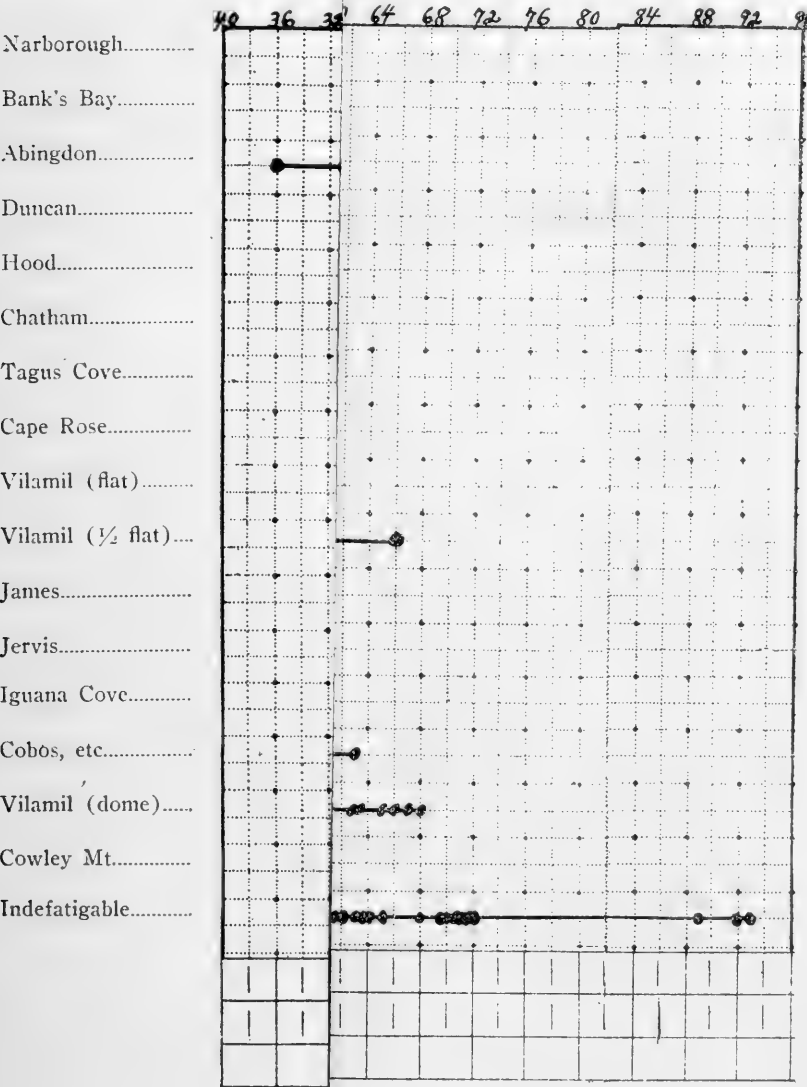 40 36 38 64 68 72 76 80 84 88 92
Narborough
Bank's Bay
Abingdon
Duncan
Hood
Chatham
Tagus Cove
Cape Rose
Vilamil (flat)
Vilamil (½ flat)
James
Jervis
Iguana Cove
Cobos, etc.
Vilamil (dome)
Cowley Mt.
Indefatigable